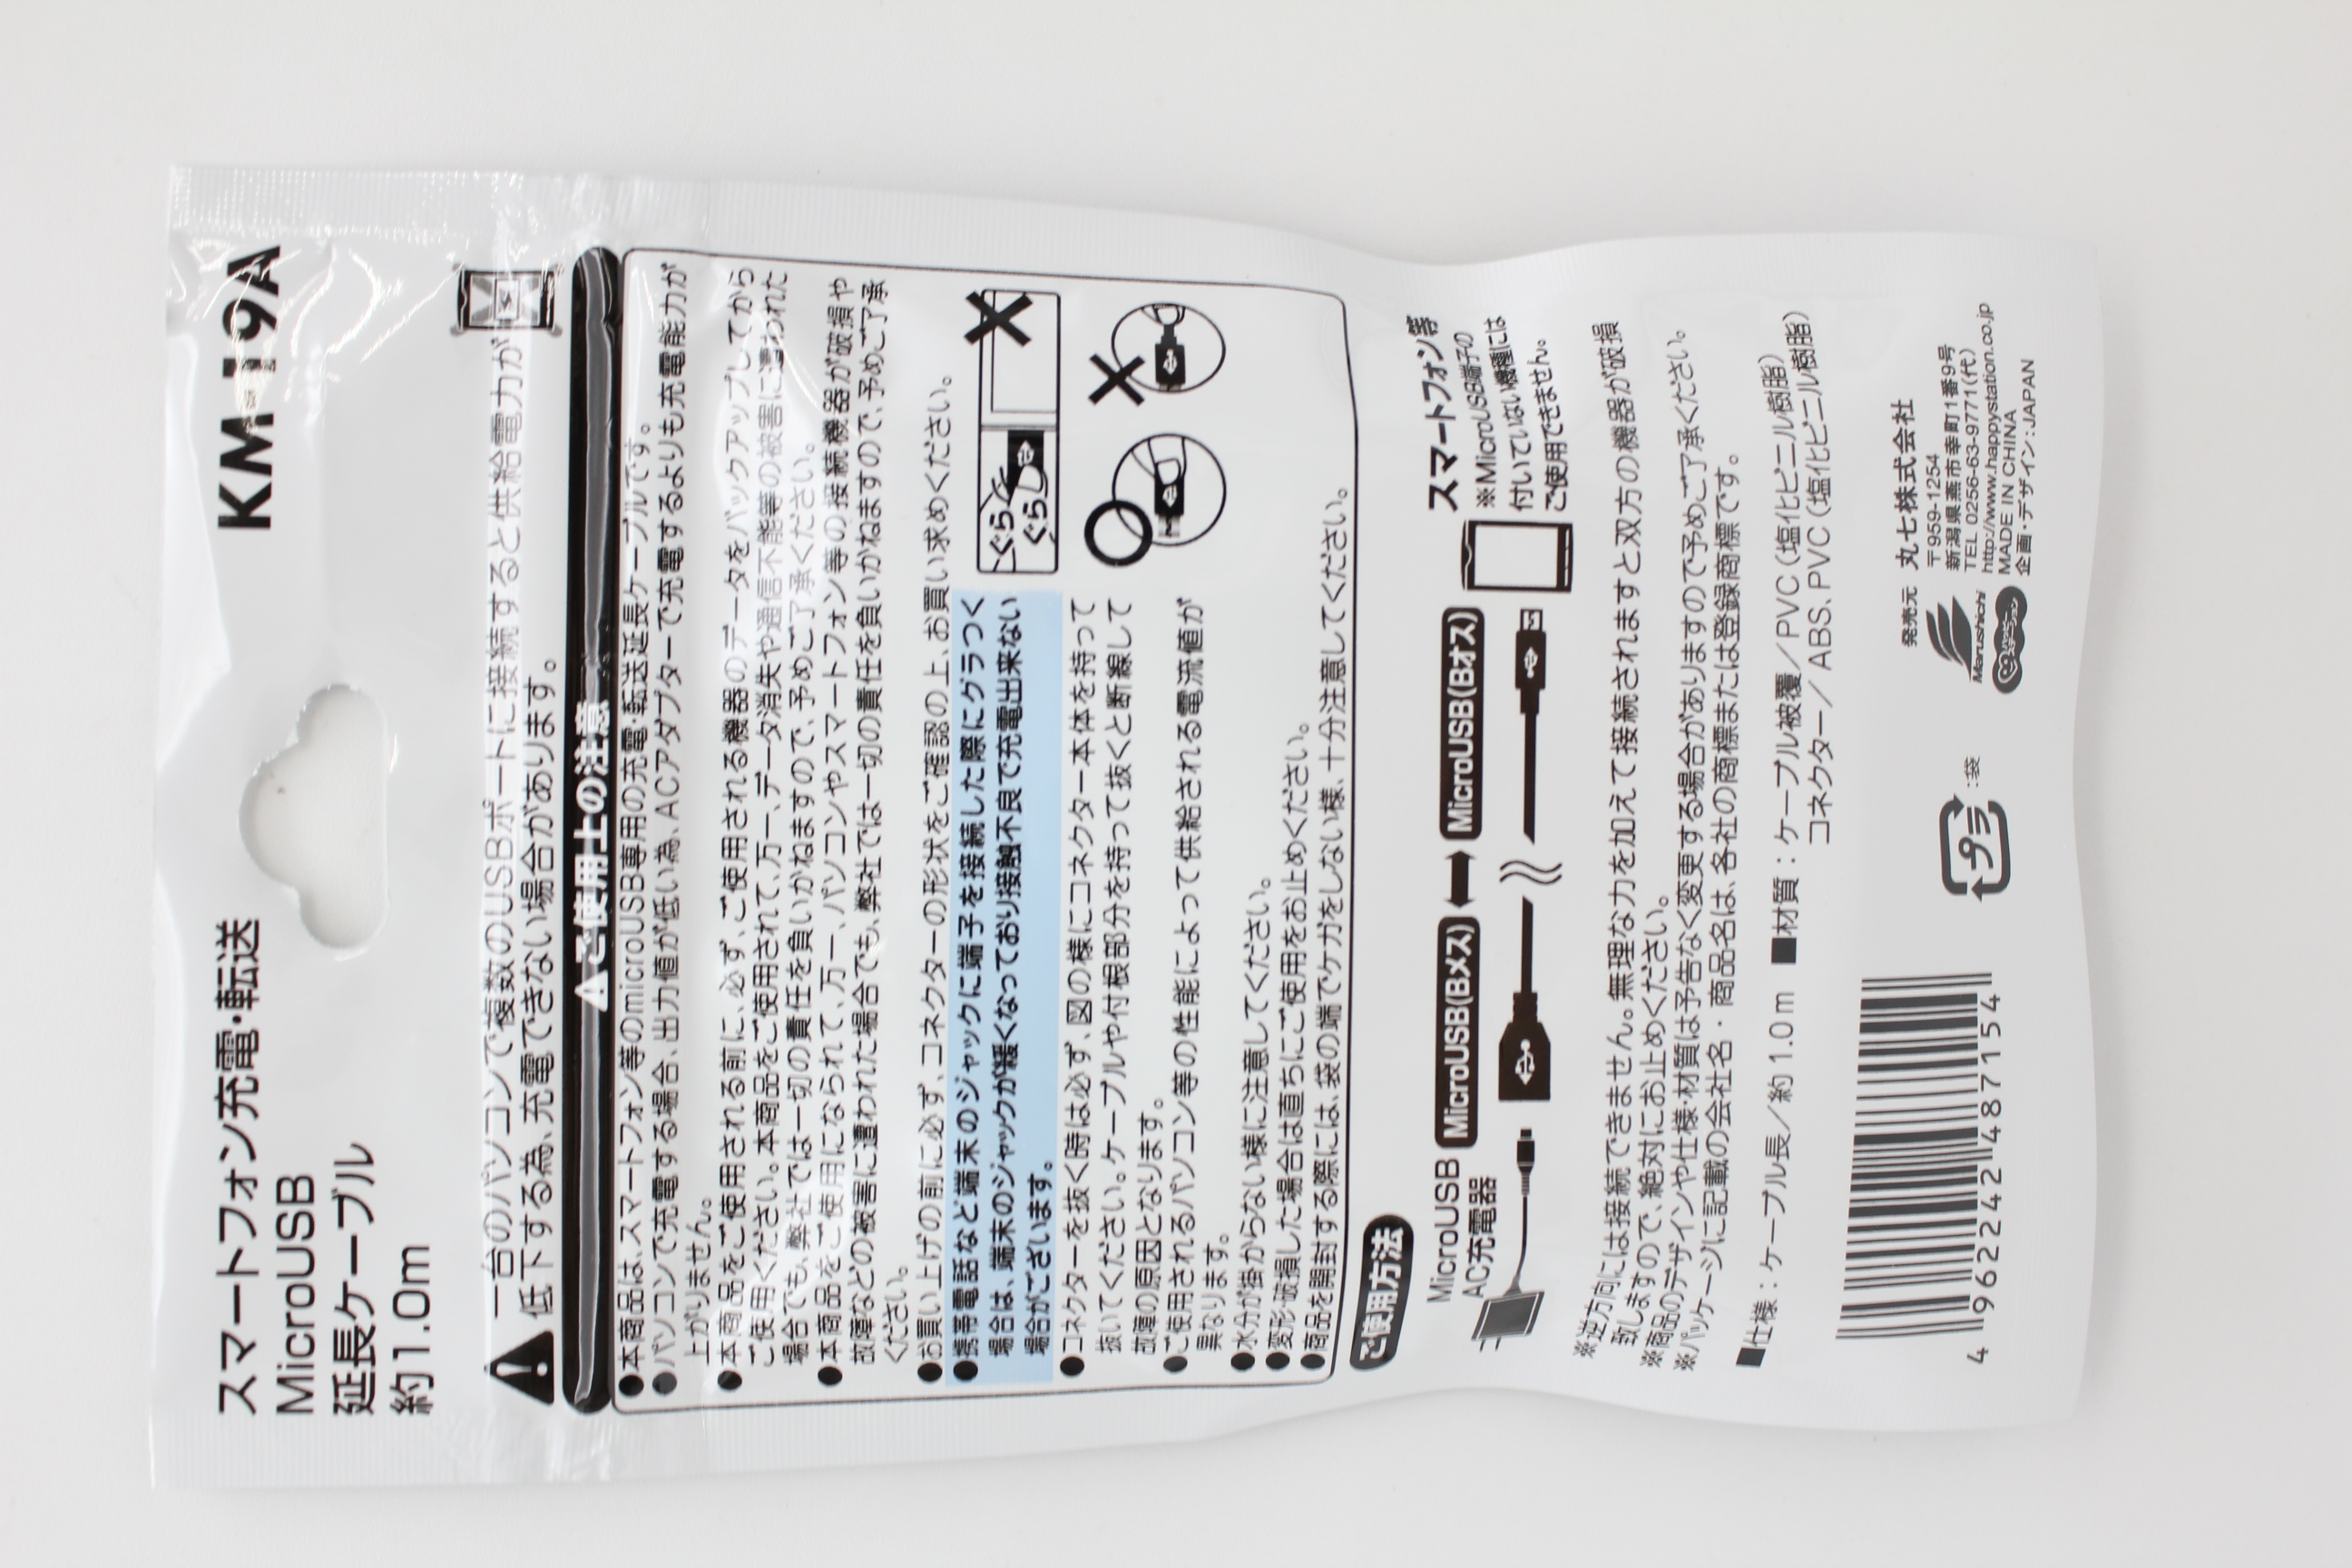 スマートフォン充電・転送
MicroUSB
延長ケーブル
約1.0m
KM-19A
一台のパソコンで複数のUSBポートに接続すると供給電力が
低下する為、充電できない場合があります。
ご使用上の注意
●本商品は、スマートフォン等のmicroUSB専用の充電・転送延長ケーブルです。
●パソコンで充電する場合、出力値が低い為、ACアダプターで充電するよりも充電能力が
上がりません。
●本商品をご使用される前に、必ず、ご使用される機器のデータをバックアップしてから
ご使用ください。本商品をご使用されて、万一、データ消失や通信不能等の被害に遭われた
場合でも、弊社では一切の責任を負いかねますので、予めご了承ください。
●本商品をご使用になられて、万一、パソコンやスマートフォン等の接続機器が破損や
故障などの被害に遭われた場合でも、弊社では一切の責任を負いかねますので、予めご了承
ください。
●お買い上げの前に必ず、コネクターの形状をご確認の上、お買い求めください。
●携帯電話など端末のジャックに端子を接続した際にグラつく
場合は、端末のジャックが緩くなっており接触不良で充電出来ない
場合がございます。
ぐら
ぐら
●コネクターを抜く時は必ず、図の様にコネクター本体を持って
抜いてください。ケーブルや付根部分を持って抜くと断線して
故障の原因となります。
●ご使用されるパソコン等の性能によって供給される電流値が
異なります。
●水分が掛からない様に注意してください。
●変形・破損した場合は直ちにご使用をお止めください。
●商品を開封する際には、袋の端でケガをしない様、十分注意してください。
ご使用方法
MicroUSB
AC充電器
MicroUSB(Bメス)
MicroUSB(Bオス)
スマートフォン等
※MicroUSB端子の
付いていない機種には
ご使用できません。
※逆方向には接続できません。無理な力を加えて接続されますと双方の機器が破損
致しますので、絶対にお止めください。
※商品のデザインや仕様・材質は予告なく変更する場合がありますので予めご了承ください。
※パッケージに記載の会社名・商品名は、各社の商標または登録商標です。
■仕様：ケーブル長／約1.0m ■材質：ケーブル被覆／PVC（塩化ビニル樹脂）
コネクター／ABS、PVC（塩化ビニル樹脂）
4 962242 487154
プラ
:袋
発売元 丸七株式会社
〒959-1254
新潟県燕市幸町1番9号
TEL 0256-63-9771(代)
http://www.happystation.co.jp
MADE IN CHINA
企画・デザイン:JAPAN
Marushichi